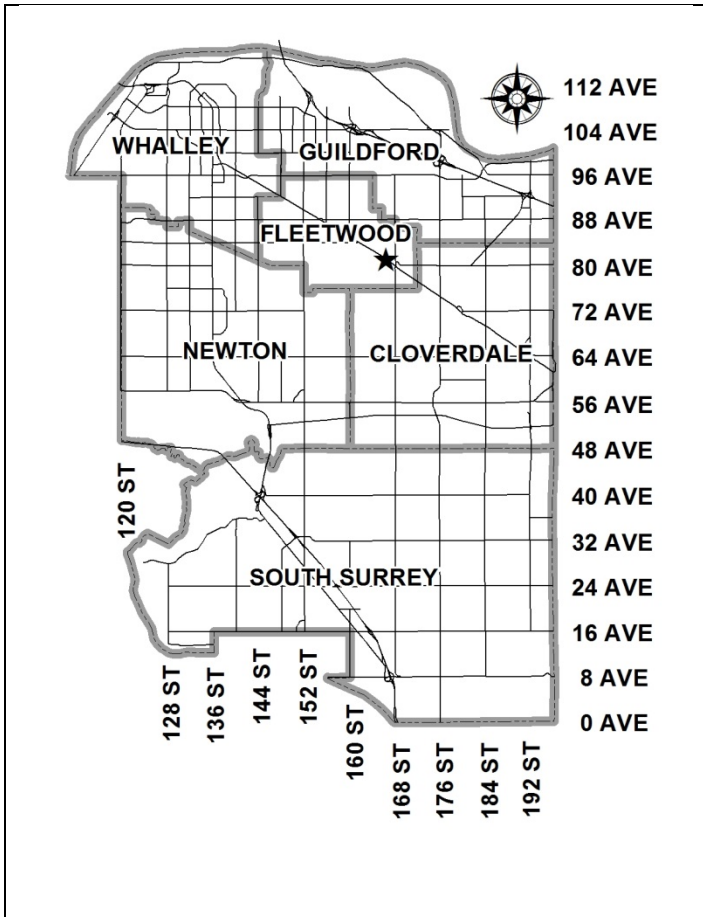 112 AVE
104 AVE
WHALLEY
GUILDFORD
96 AVE
88 AVE
FLEETWOOD
80 AVE
72 AVE
NEWTON
CLOVERDALE
64 AVE
56 AVE
48 AVE
120 ST
40 AVE
32 AVE
SOUTH SURREY
24 AVE
16 AVE
128 ST
136 ST
144 ST
152 ST
160 ST
8 AVE
0 AVE
168 ST
176 ST
184 ST
192 ST